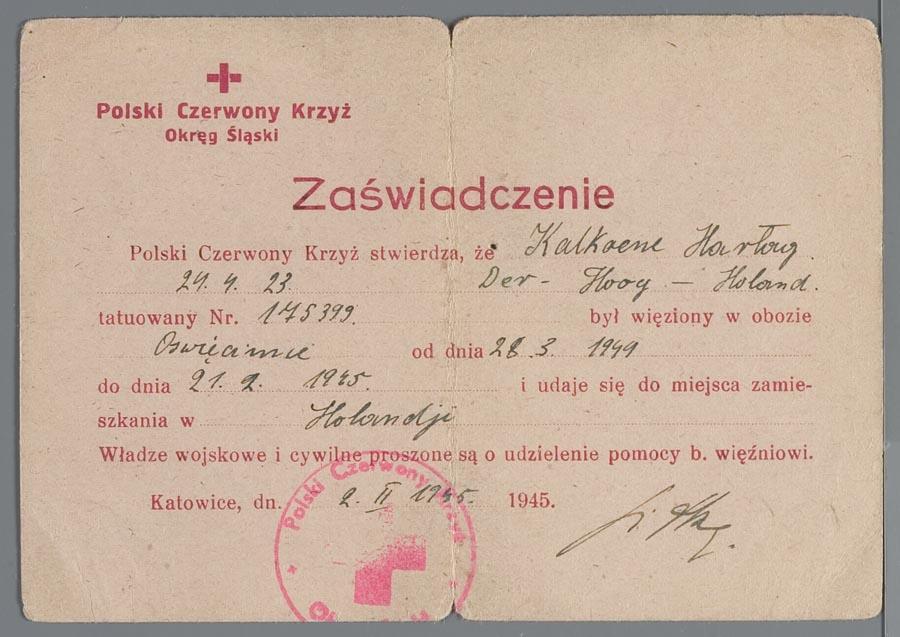 Polski Czerwony Krzyż
Okręg Śląski
Zaświadczenie
Polski Czerwony Krzyż stwierdza, że Kalkoene Hartog
24. 4. 23. Der - Hoog - Holand.
tatuowany Nr. 175399. był więziony w obozie
Oswięcimie od dnia 28.3. 1944
do dnia 21. 2. 1945. i udaje się do miejsca zamie-
szkania w Holandji
Władze wojskowe i cywilne proszone są o udzielenie pomocy b. więźniowi.
Katowice, dn. 2. II 1945. 1945.
Polski Czerwony Krzyż